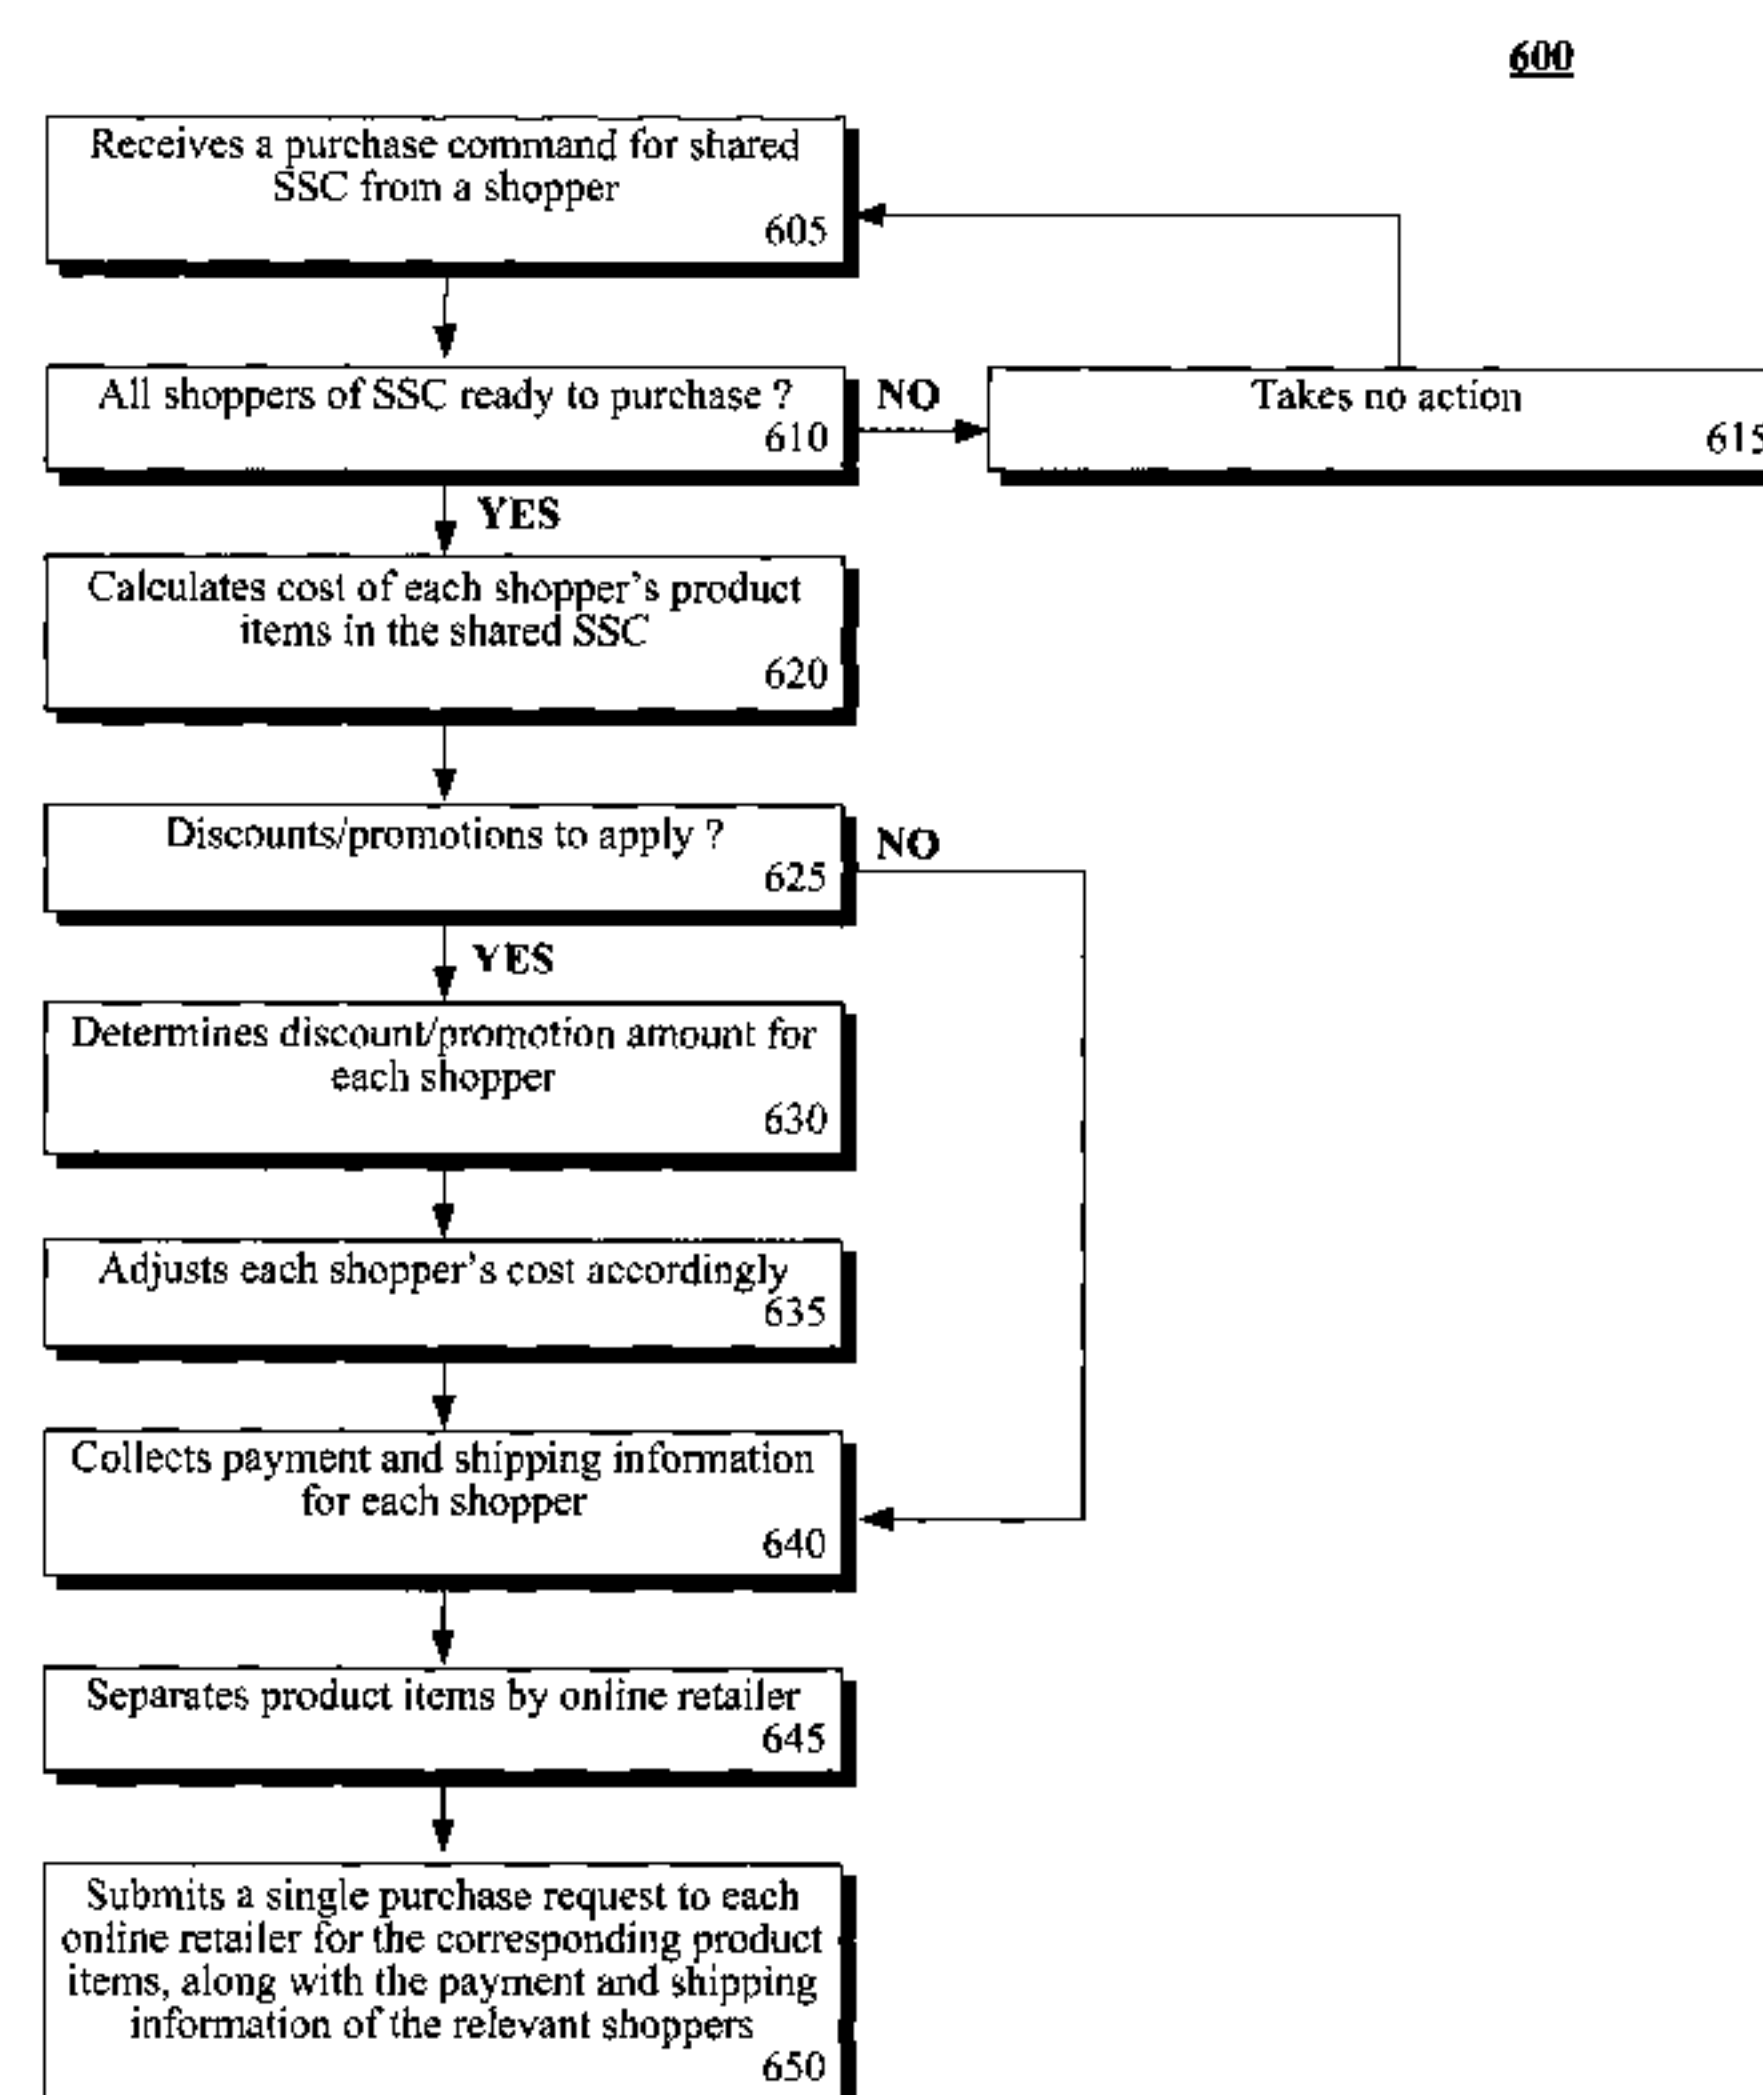 600
Receives a purchase command for shared
SSC from a shopper
605
All shoppers of SSC ready to purchase ?
610
NO
Takes no action
615
YES
Calculates cost of each shopper's product
items in the shared SSC
620
Discounts/promotions to apply ?
625
NO
YES
Determines discount/promotion amount for
each shopper
630
Adjusts each shopper's cost accordingly
635
Collects payment and shipping information
for each shopper
640
Separates product items by online retailer
645
Submits a single purchase request to each
online retailer for the corresponding product
items, along with the payment and shipping
information of the relevant shoppers
650